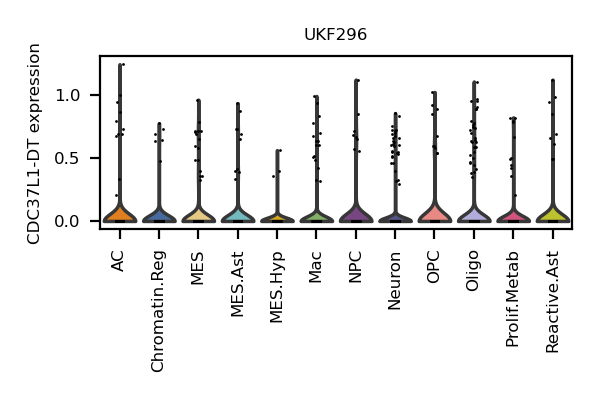 UKF296
CDC37L1-DT expression
1.0
0.5
0.0
AC
Chromatin.Reg
MES
MES.Ast
MES.Hyp
Mac
NPC
Neuron
OPC
Oligo
Prolif.Metab
Reactive.Ast